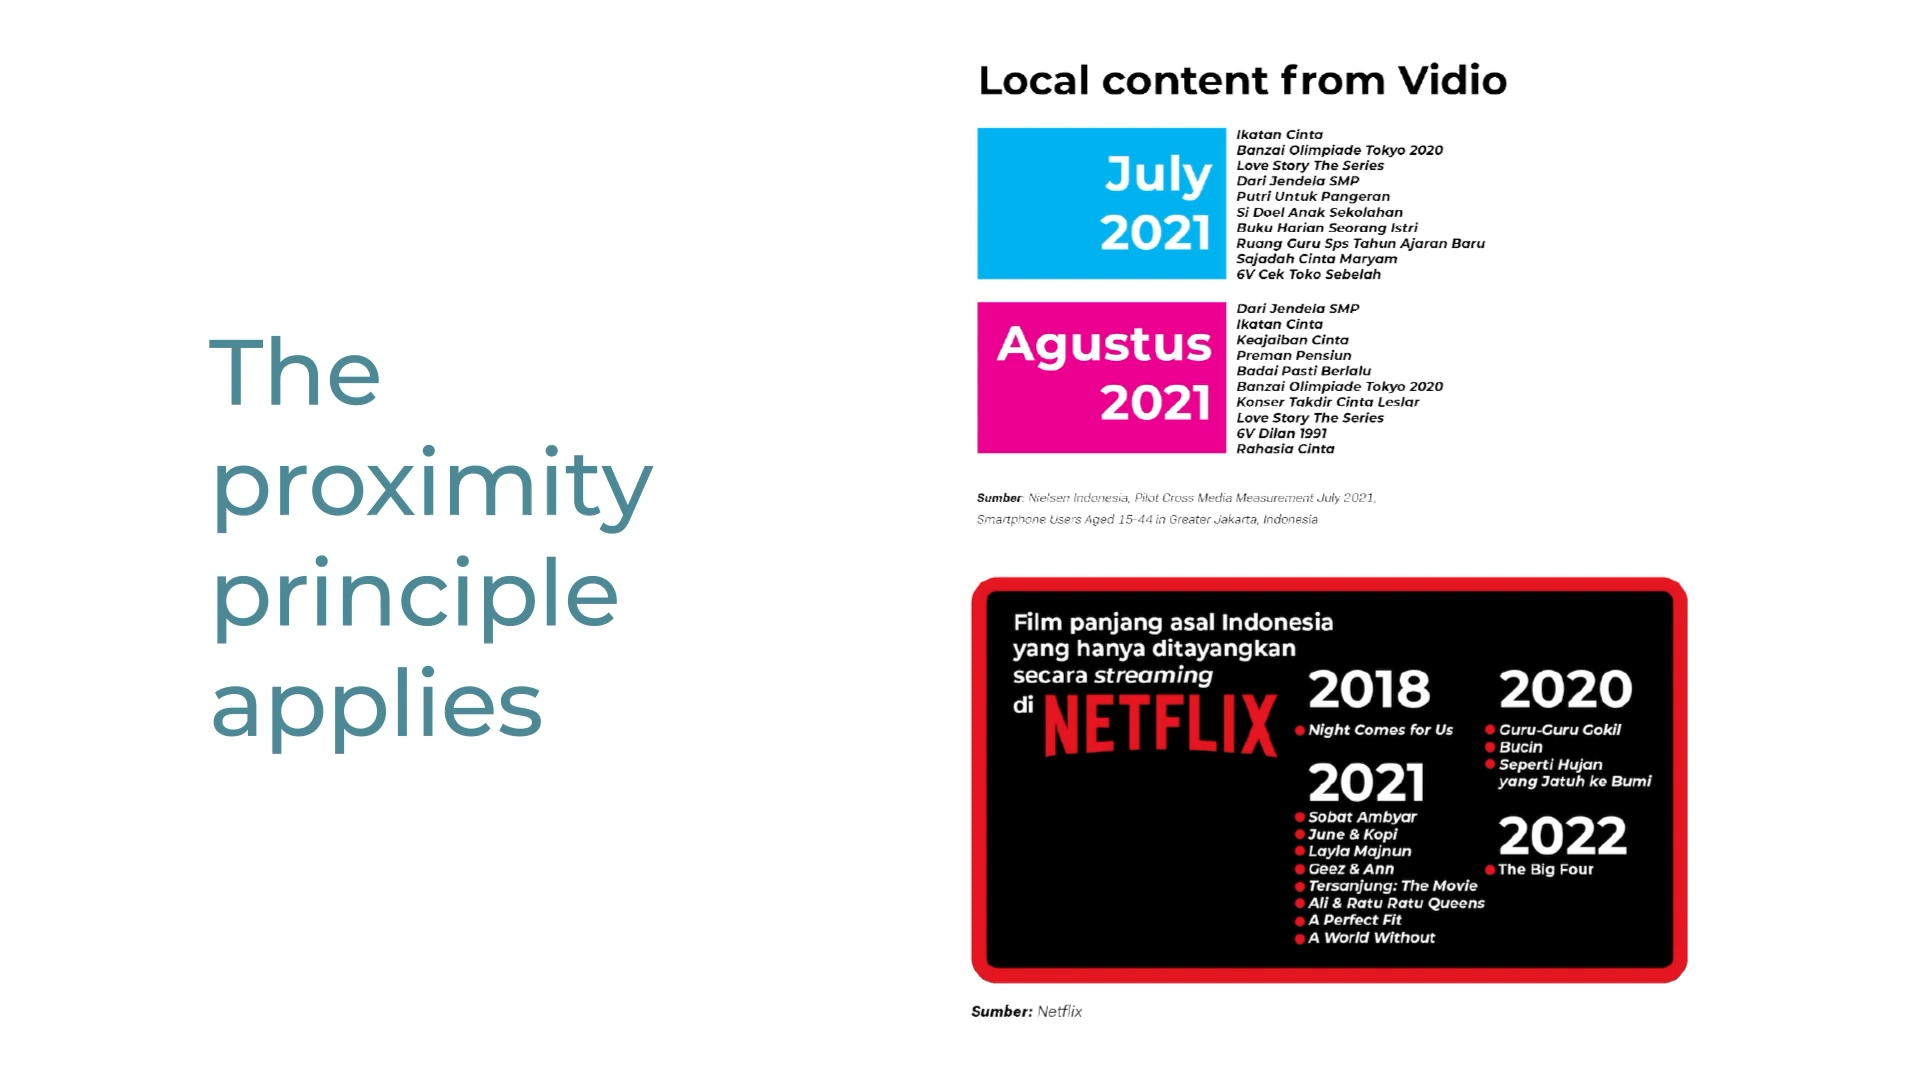 The
proximity
principle
applies
Local content from Vidio
July
2021
Ikatan Cinta
Banzai Olimpiade Tokyo 2020
Love Story The Series
Dari Jendela SMP
Putri Untuk Pangeran
Si Doel Anak Sekolahan
Buku Harian Seorang Istri
Ruang Guru Sps Tahun Ajaran Baru
Sajadah Cinta Maryam
6V Cek Toko Sebelah
Agustus
2021
Dari Jendela SMP
Ikatan Cinta
Keajaiban Cinta
Preman Pensiun
Badai Pasti Berlalu
Banzai Olimpiade Tokyo 2020
Konser Takdir Cinta Leslar
Love Story The Series
6V Dilan 1991
Rahasia Cinta
Sumber: Nielsen Indonesia, Pilot Cross Media Measurement July 2021,
Smartphone Users Aged 15-44 in Greater Jakarta, Indonesia
Film panjang asal Indonesia
yang hanya ditayangkan
secara streaming
di NETFLIX
2018
Night Comes for Us
2021
Sobat Ambyar
June & Kopi
Layla Majnun
Geez & Ann
Tersanjung: The Movie
Ali & Ratu Ratu Queens
A Perfect Fit
A World Without
2020
Guru-Guru Gokil
Bucin
Seperti Hujan
yang Jatuh ke Bumi
2022
The Big Four
Sumber: Netflix